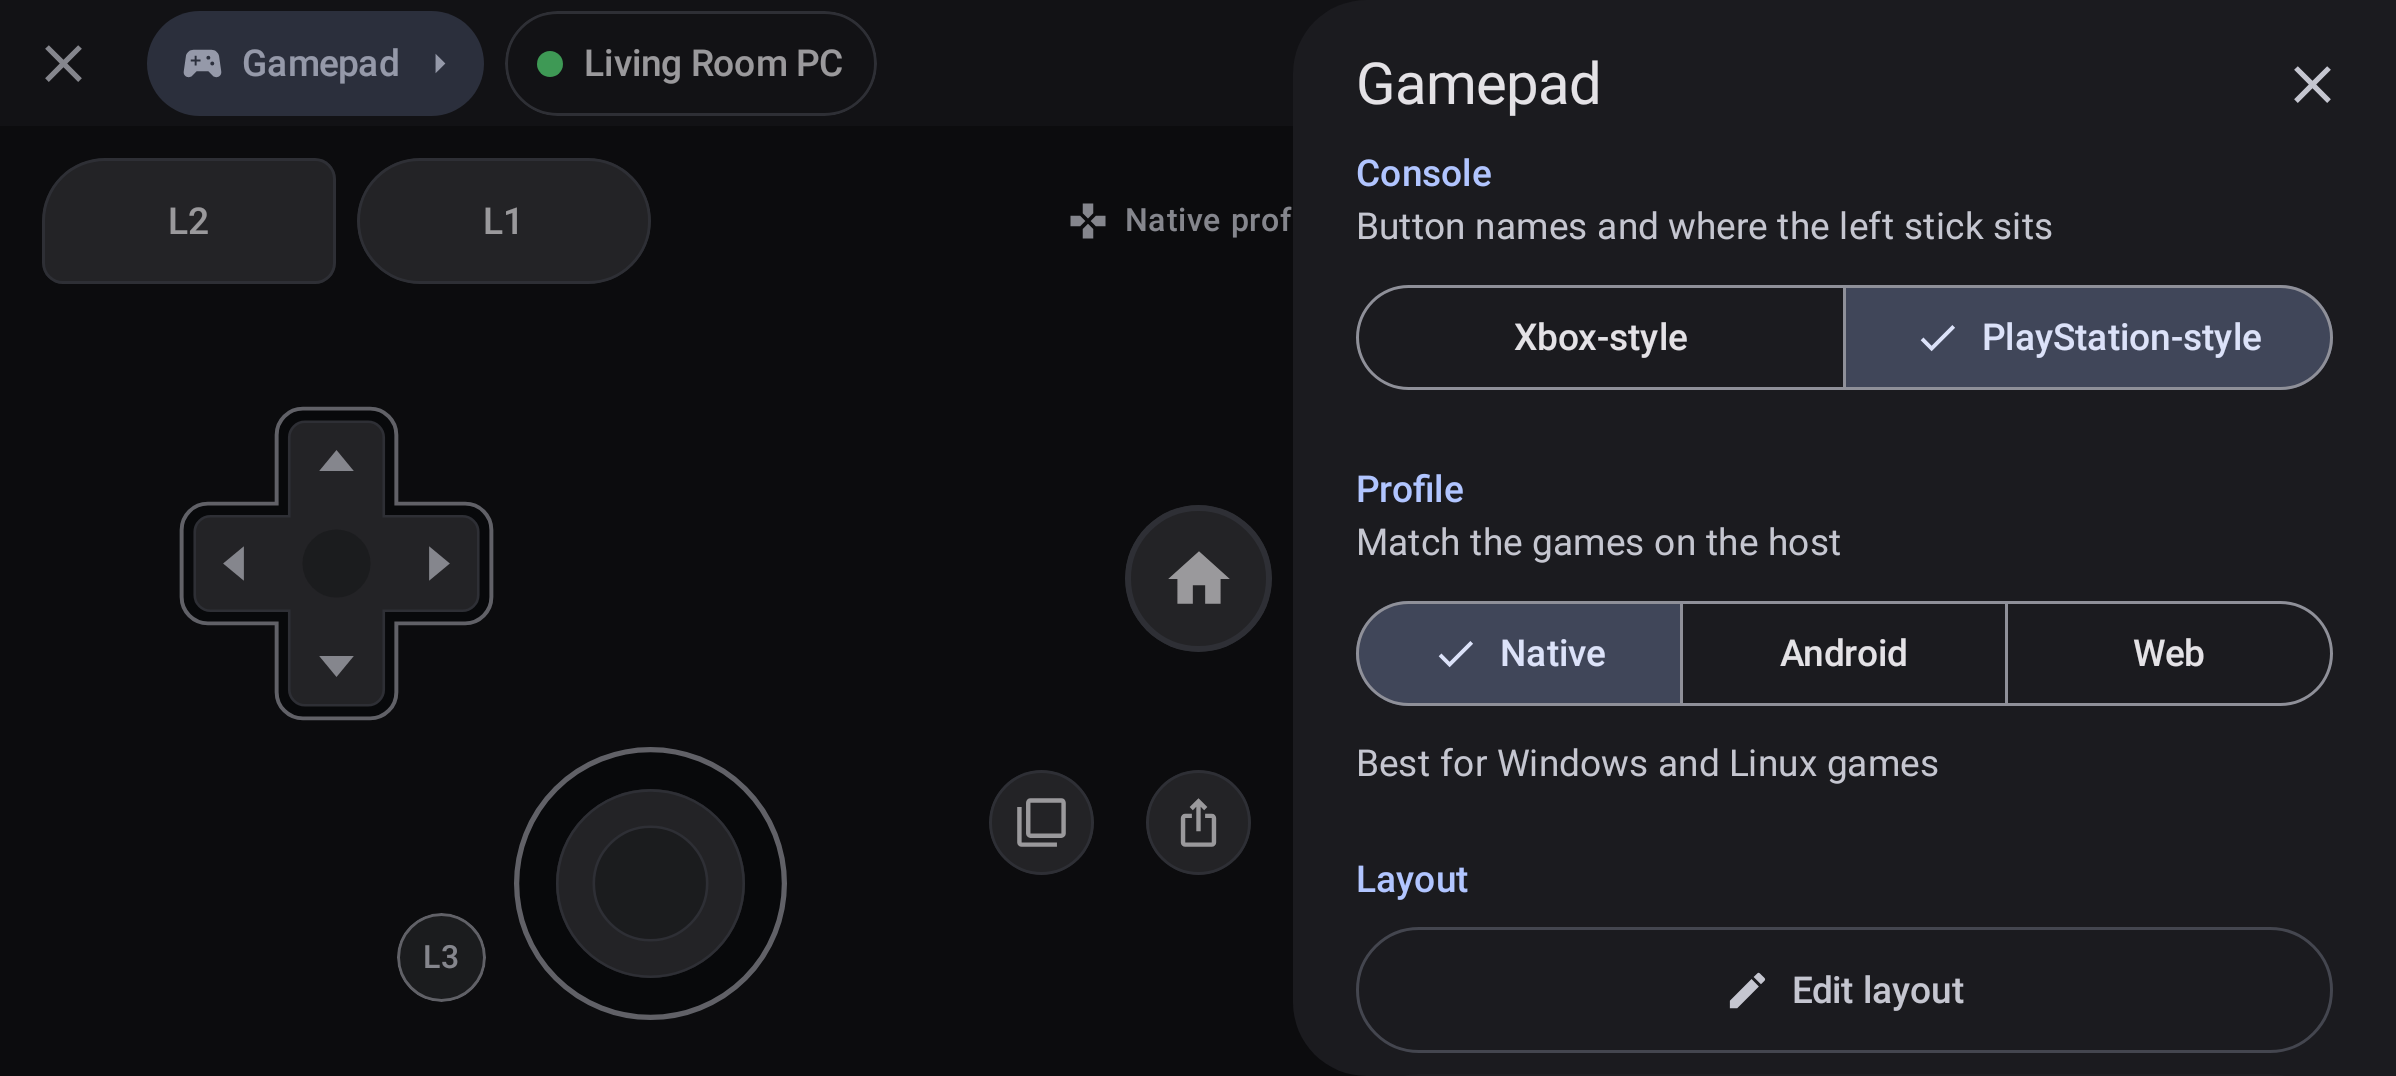 Gamepad
Living Room PC
L2
L1
Native prof
L3
Gamepad
Console
Button names and where the left stick sits
Xbox-style
PlayStation-style
Profile
Match the games on the host
Native
Android
Web
Best for Windows and Linux games
Layout
Edit layout